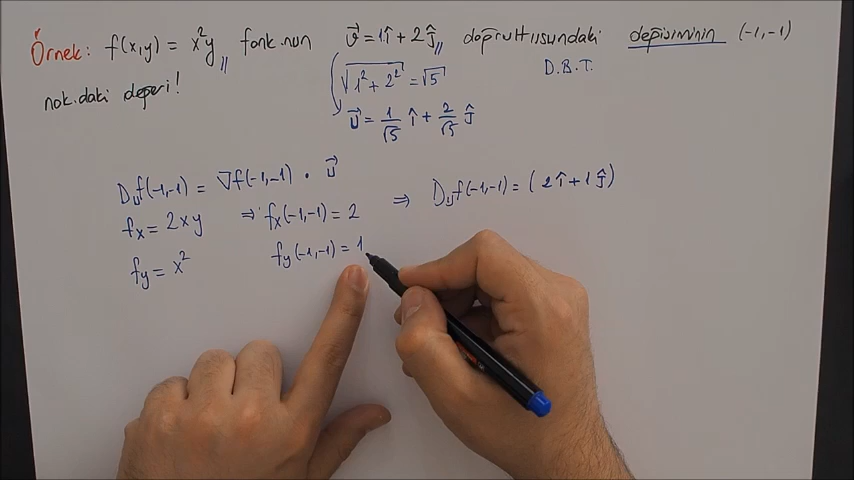 Örnek: f(x,y) = x²y,, fonk.nun v⃗ = 1î + 2ĵ,, doğrultusundaki değişiminin (-1,-1)
nok.daki değeri!
√(1² + 2²) = √5
D.B.T.
u⃗ = 1/√5 î + 2/√5 ĵ
Duf(-1,-1) = ∇f(-1,-1) · u⃗
fx = 2xy ⇒ fx(-1,-1) = 2 ⇒ Duf(-1,-1) = (2î + 1ĵ)
fy = x² fy(-1,-1) = 1